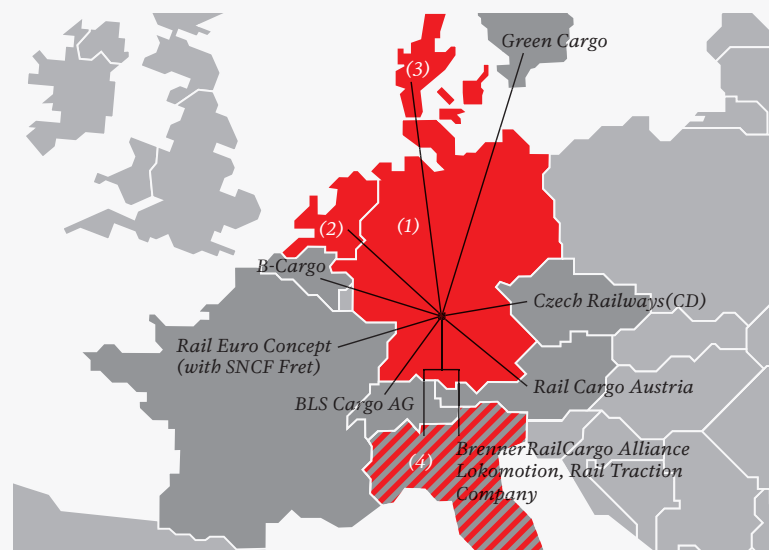 Green Cargo
(3)
(1)
(2)
B-Cargo
Czech Railways(CD)
Rail Euro Concept
(with SNCF Fret)
Rail Cargo Austria
BLS Cargo AG
BrennerRailCargo Alliance
Lokomotion, Rail Traction
Company
(4)